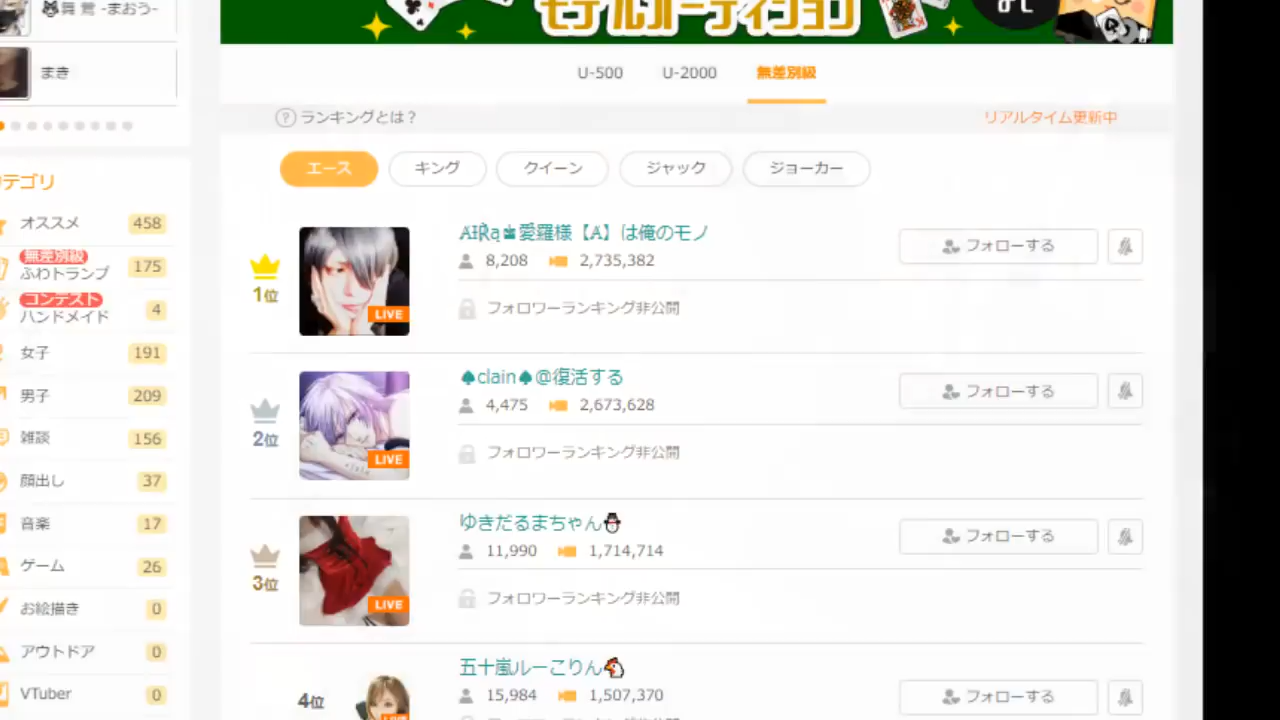 まき
モデルオーディション
U-500
U-2000
無差別級
ランキングとは？
リアルタイム更新中
エース
キング
クイーン
ジャック
ジョーカー
テゴリ
オススメ
458
無差別級
ふわトランプ
175
コンテスト
ハンドメイド
4
女子
191
男子
209
雑談
156
顔出し
37
音楽
17
ゲーム
26
お絵描き
0
アウトドア
0
VTuber
0
1位
LIVE
愛羅様【A】は俺のモノ
8,208
2,735,382
フォロワーランキング非公開
フォローする
2位
LIVE
♠clain♠@復活する
4,475
2,673,628
フォロワーランキング非公開
フォローする
3位
LIVE
ゆきだるまちゃん⛄
11,990
1,714,714
フォロワーランキング非公開
フォローする
4位
五十嵐ルーこりん🐔
15,984
1,507,370
フォローする